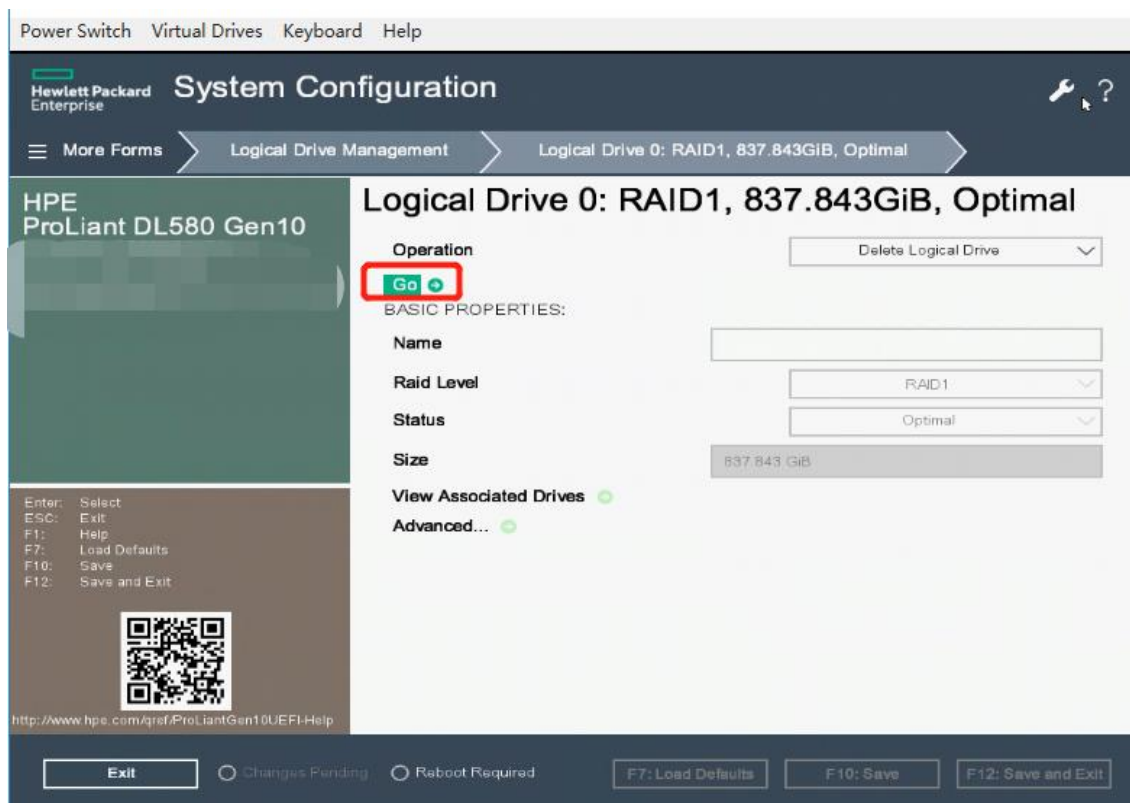 Power Switch Virtual Drives Keyboard Help
Hewlett Packard
Enterprise
System Configuration
?
More Forms
Logical Drive Management
Logical Drive 0: RAID1, 837.843GiB, Optimal
HPE
ProLiant DL580 Gen10
Logical Drive 0: RAID1, 837.843GiB, Optimal
Operation Delete Logical Drive
Go
BASIC PROPERTIES:
Name
Raid Level RAID1
Status Optimal
Size 837.843 GiB
View Associated Drives
Advanced...
Enter: Select
ESC: Exit
F1: Help
F7: Load Defaults
F10: Save
F12: Save and Exit
http://www.hpe.com/qref/ProLiantGen10UEFI-Help
Exit Changes Pending Reboot Required F7: Load Defaults F10: Save F12: Save and Exit